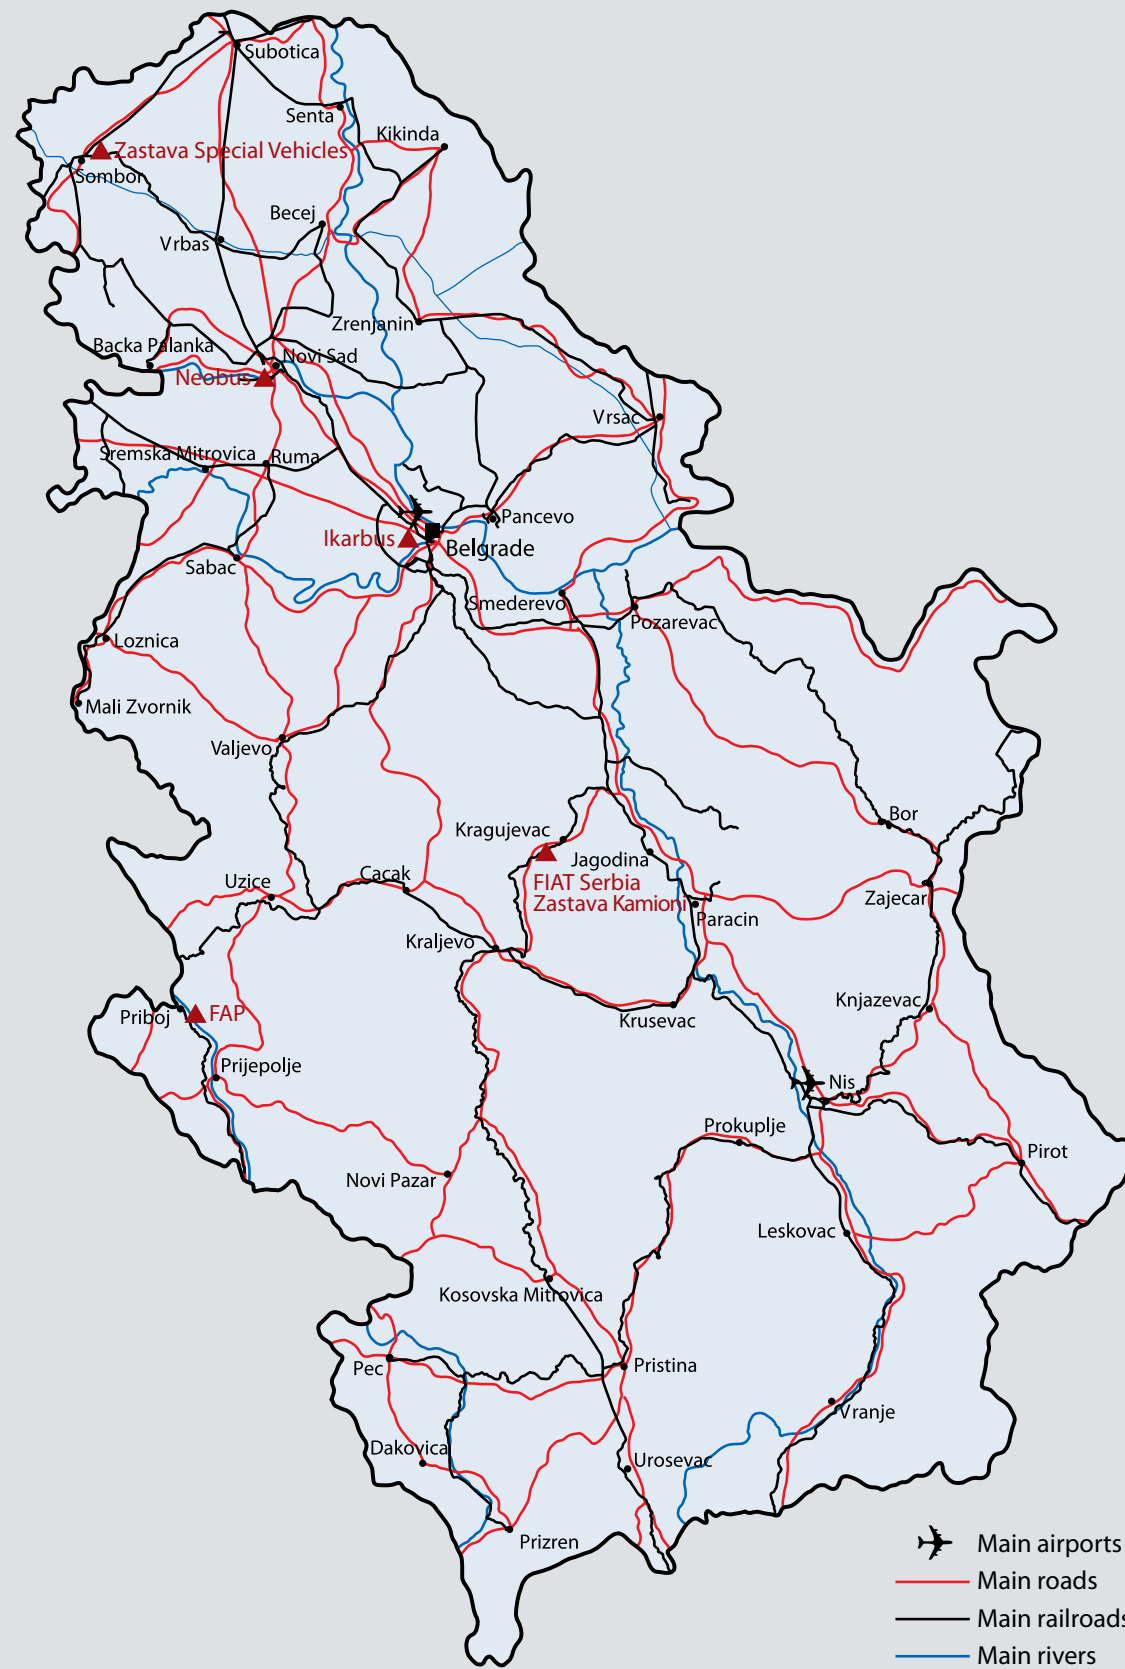 Subotica
Senta
Kikinda
Zastava Special Vehicles
Sombor
Becej
Vrbas
Zrenjanin
Backa Palanka
Novi Sad
Neobus
Vrsac
Sremska Mitrovica
Ruma
Pancevo
Ikarbus
Belgrade
Sabac
Smederevo
Pozarevac
Loznica
Mali Zvornik
Valjevo
Bor
Kragujevac
Jagodina
FIAT Serbia
Zastava Kamioni
Uzice
Cacak
Zajecar
Paracin
Kraljevo
Knjazevac
Priboj
FAP
Krusevac
Prijepolje
Nis
Prokuplje
Pirot
Novi Pazar
Leskovac
Kosovska Mitrovica
Pec
Pristina
Vranje
Dakovica
Urosevac
Prizren
Main airports
Main roads
Main railroads
Main rivers